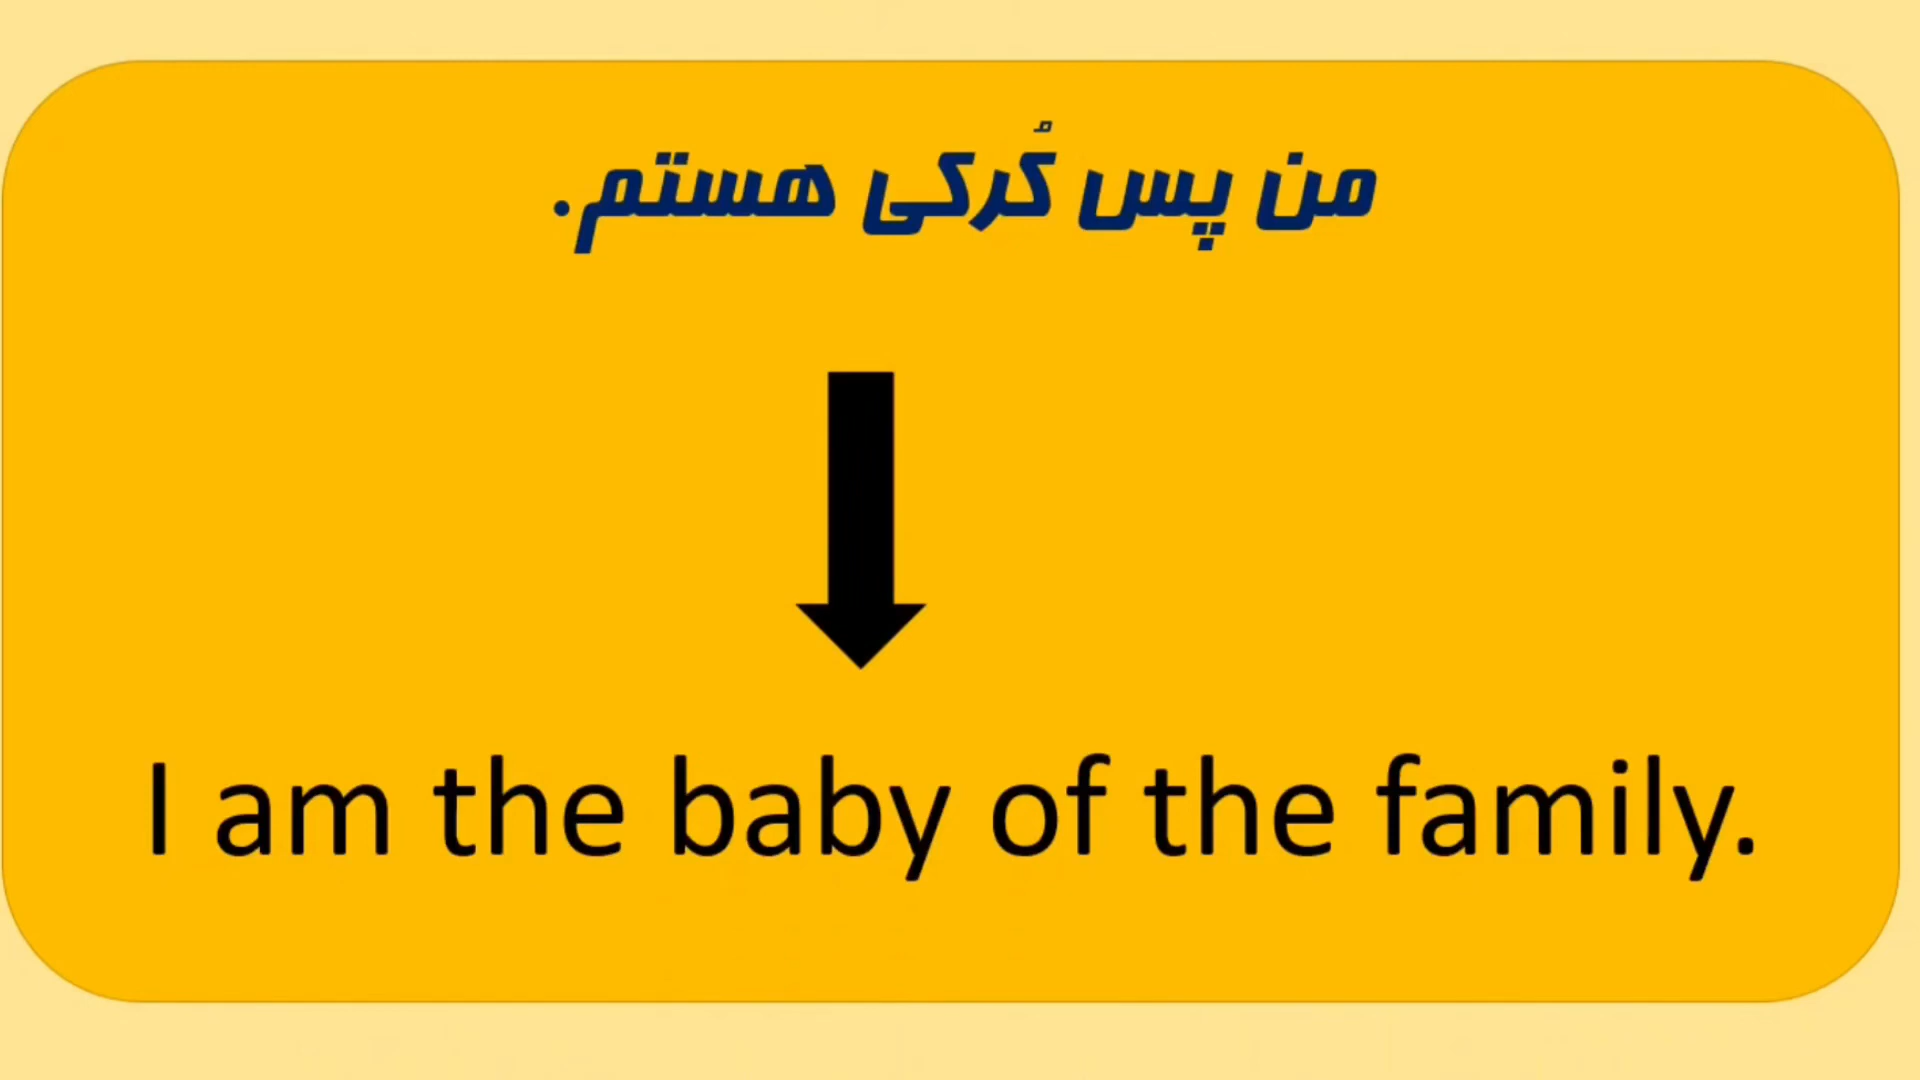 من پس کُرکی هستم.
I am the baby of the family.